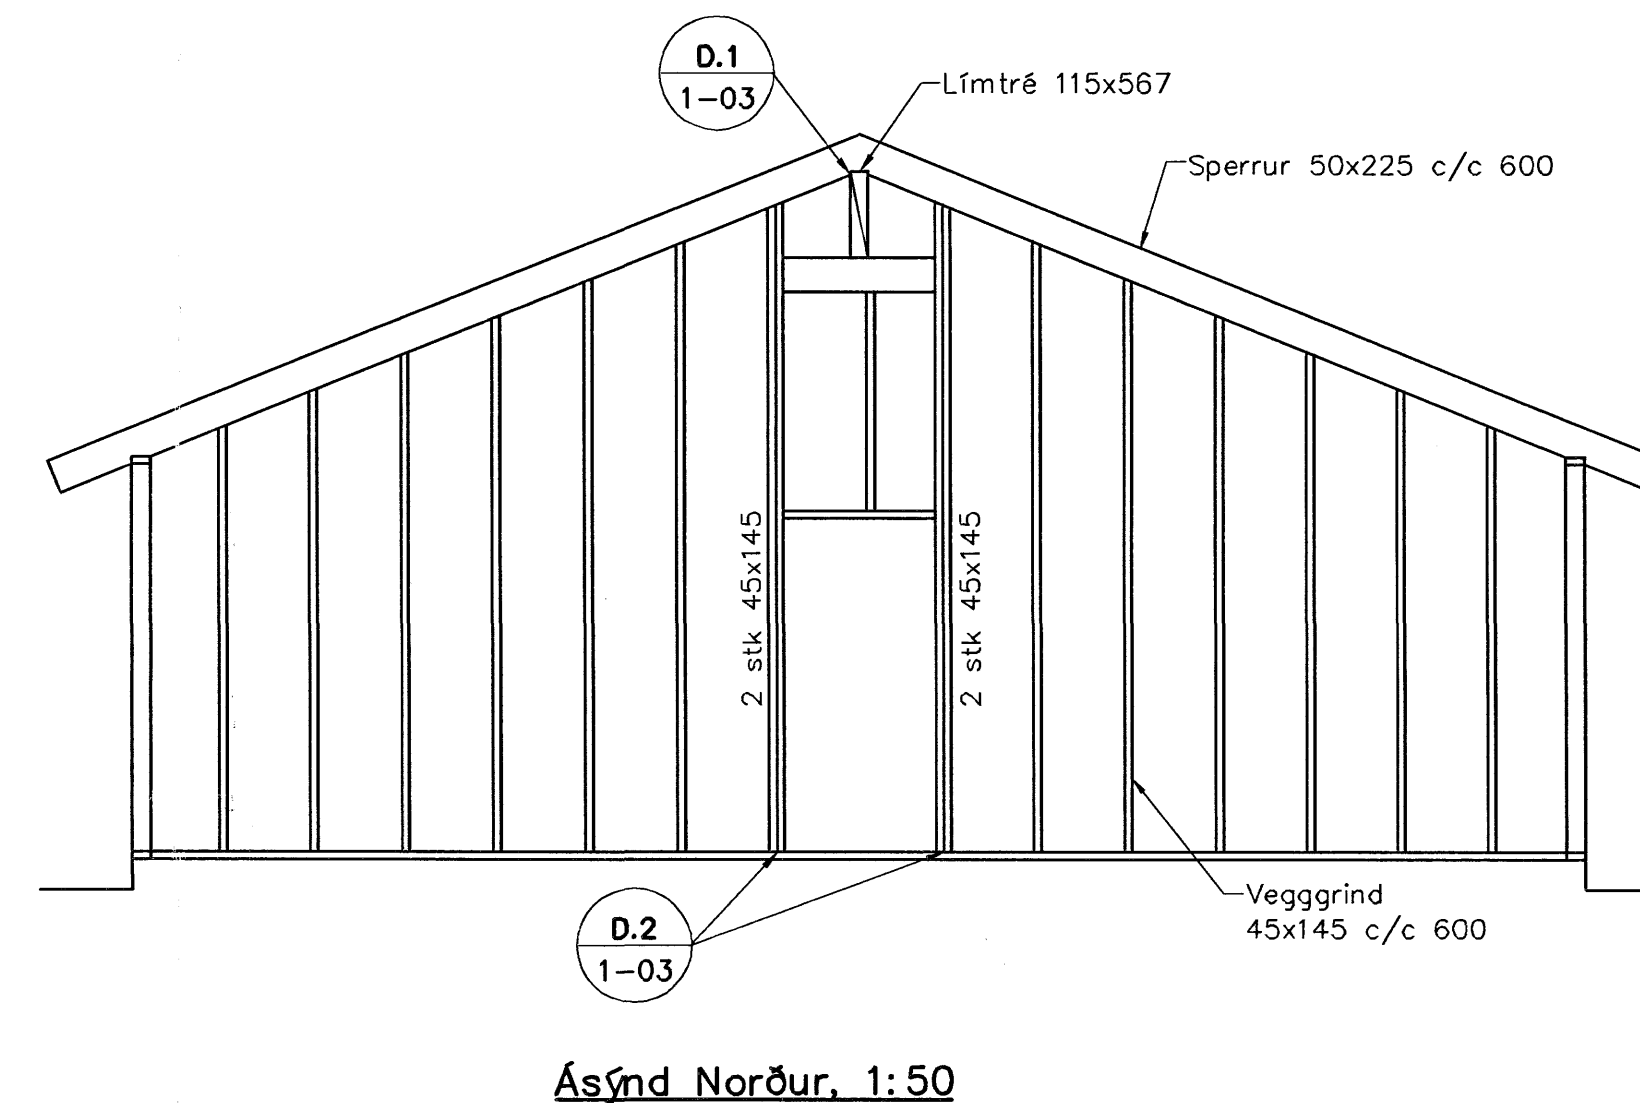 D.1
1-03
Límtré 115x567
Sperrur 50x225 c/c 600
2 stk 45x145
2 stk 45x145
Vegggrind
45x145 c/c 600
D.2
1-03
Ásýnd Norður, 1:50